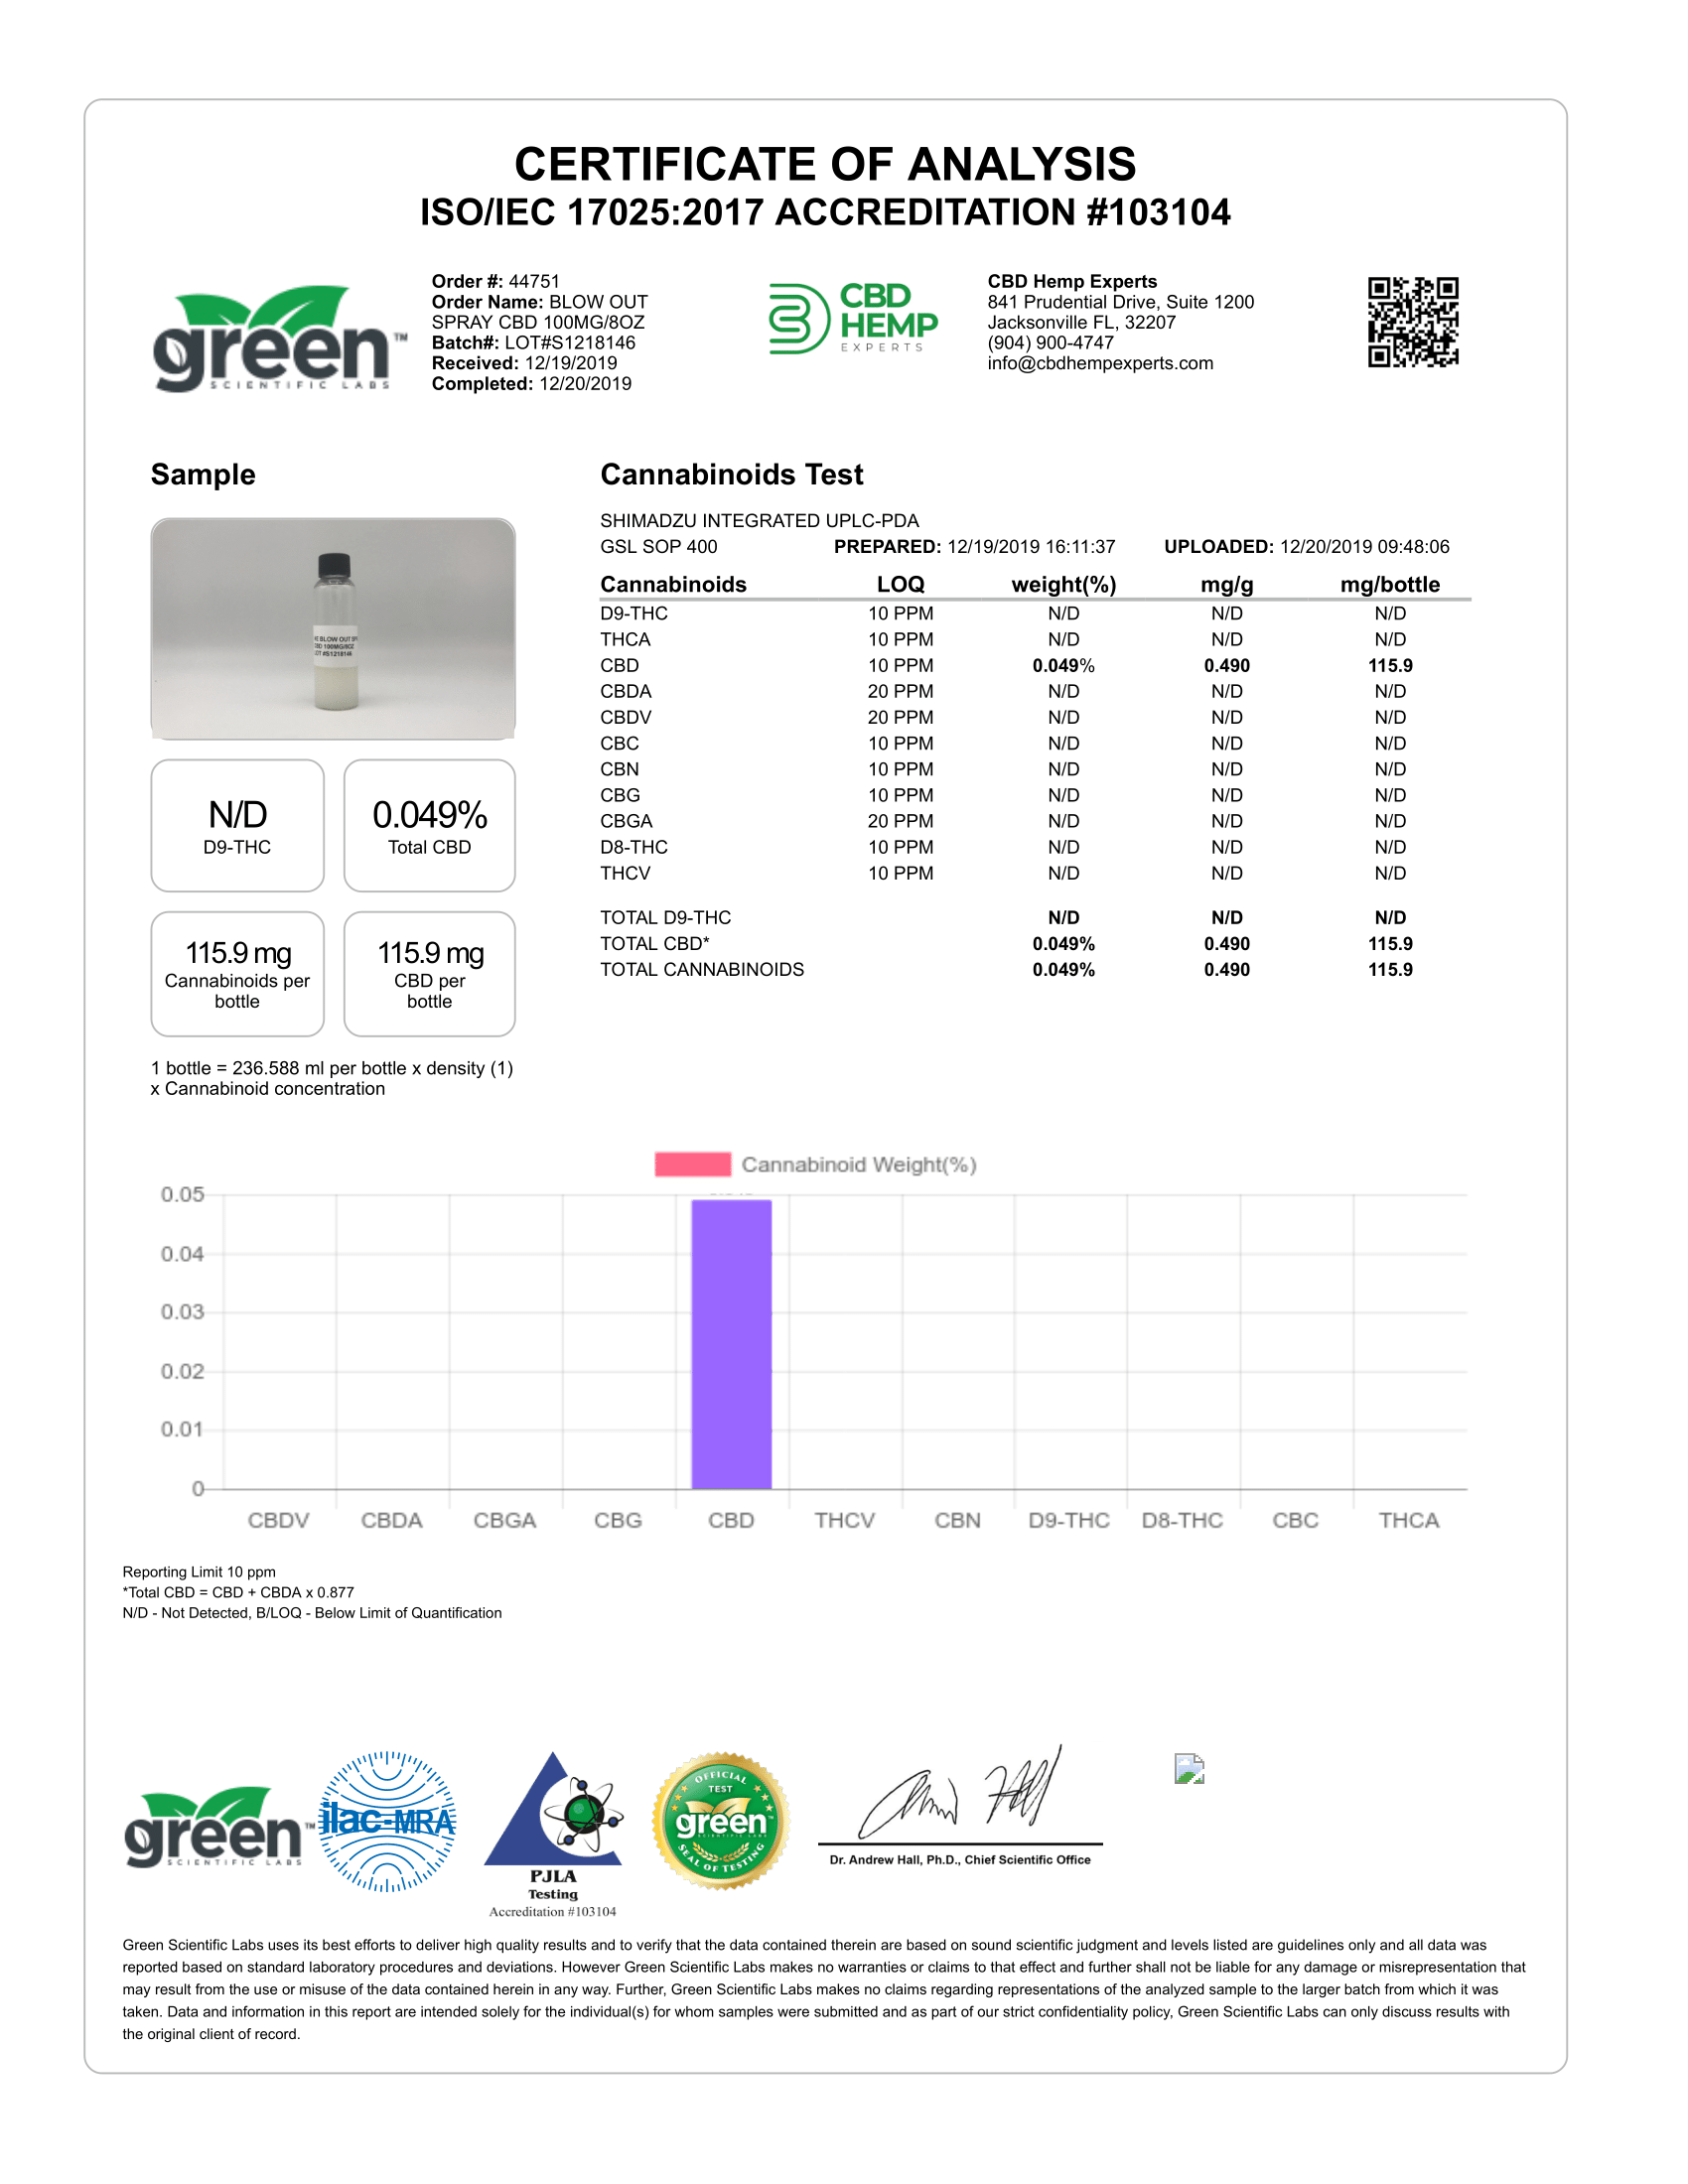 CERTIFICATE OF ANALYSIS
ISO/IEC 17025:2017 ACCREDITATION #103104
green™
SCIENTIFIC LABS
Order #: 44751
Order Name: BLOW OUT
SPRAY CBD 100MG/8OZ
Batch#: LOT#S1218146
Received: 12/19/2019
Completed: 12/20/2019
CBD
HEMP
EXPERTS
CBD Hemp Experts
841 Prudential Drive, Suite 1200
Jacksonville FL, 32207
(904) 900-4747
info@cbdhempexperts.com
Sample
BLOW OUT
CBD 100MG/8OZ
LOT #S1218146
N/D
D9-THC
0.049%
Total CBD
115.9 mg
Cannabinoids per
bottle
115.9 mg
CBD per
bottle
1 bottle = 236.588 ml per bottle x density (1)
x Cannabinoid concentration
Cannabinoids Test
SHIMADZU INTEGRATED UPLC-PDA
GSL SOP 400 PREPARED: 12/19/2019 16:11:37 UPLOADED: 12/20/2019 09:48:06
Cannabinoids LOQ weight(%) mg/g mg/bottle
D9-THC 10 PPM N/D N/D N/D
THCA 10 PPM N/D N/D N/D
CBD 10 PPM 0.049% 0.490 115.9
CBDA 20 PPM N/D N/D N/D
CBDV 20 PPM N/D N/D N/D
CBC 10 PPM N/D N/D N/D
CBN 10 PPM N/D N/D N/D
CBG 10 PPM N/D N/D N/D
CBGA 20 PPM N/D N/D N/D
D8-THC 10 PPM N/D N/D N/D
THCV 10 PPM N/D N/D N/D
TOTAL D9-THC N/D N/D N/D
TOTAL CBD* 0.049% 0.490 115.9
TOTAL CANNABINOIDS 0.049% 0.490 115.9
Cannabinoid Weight(%)
0.05
0.04
0.03
0.02
0.01
0
CBDV CBDA CBGA CBG CBD THCV CBN D9-THC D8-THC CBC THCA
Reporting Limit 10 ppm
*Total CBD = CBD + CBDA x 0.877
N/D - Not Detected, B/LOQ - Below Limit of Quantification
green™
SCIENTIFIC LABS
ilac-MRA
PJLA
Testing
Accreditation #103104
OFFICIAL
TEST
green™
SCIENTIFIC LABS
SEAL OF TESTING
Dr. Andrew Hall, Ph.D., Chief Scientific Office
Green Scientific Labs uses its best efforts to deliver high quality results and to verify that the data contained therein are based on sound scientific judgment and levels listed are guidelines only and all data was
reported based on standard laboratory procedures and deviations. However Green Scientific Labs makes no warranties or claims to that effect and further shall not be liable for any damage or misrepresentation that
may result from the use or misuse of the data contained herein in any way. Further, Green Scientific Labs makes no claims regarding representations of the analyzed sample to the larger batch from which it was
taken. Data and information in this report are intended solely for the individual(s) for whom samples were submitted and as part of our strict confidentiality policy, Green Scientific Labs can only discuss results with
the original client of record.